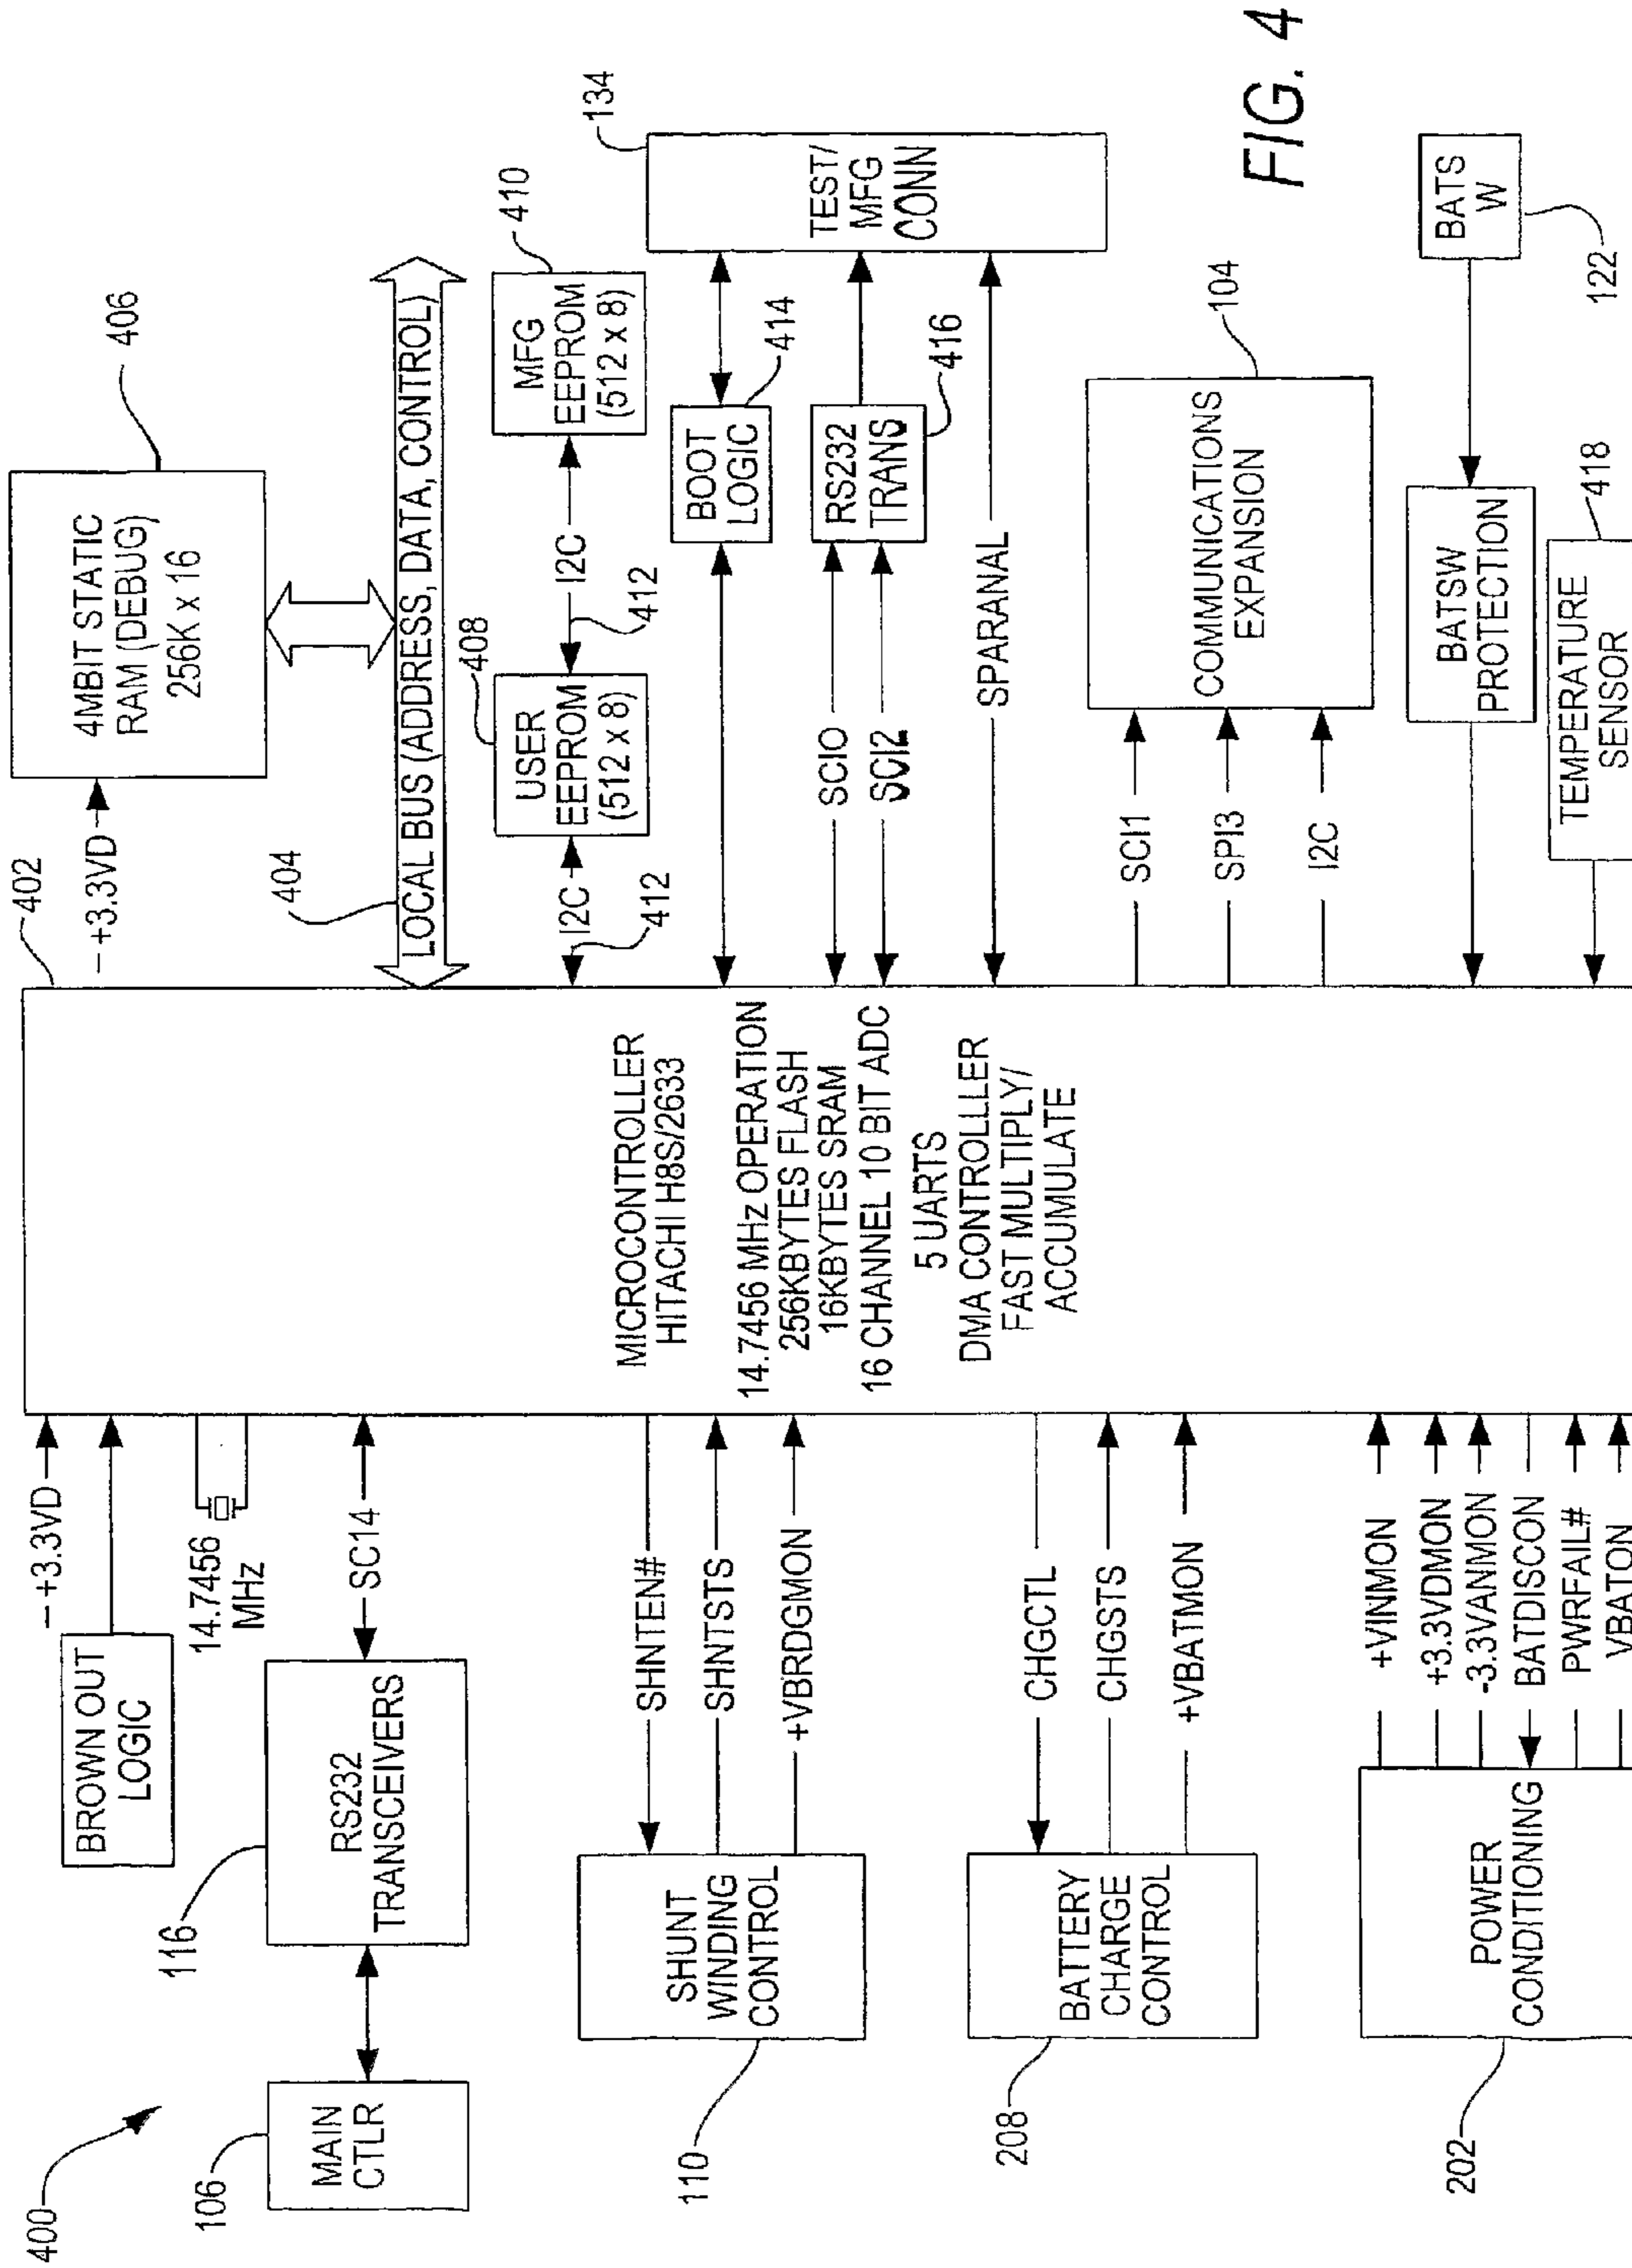 400
106
MAIN
CTLR
116
RS232
TRANSCEIVERS
BROWN OUT
LOGIC
+3.3VD
14.7456
MHz
SC14
110
SHUNT
WINDING
CONTROL
SHNTEN#
SHNTSTS
+VBRDGMON
208
BATTERY
CHARGE
CONTROL
CHGCTL
CHGSTS
+VBATMON
202
POWER
CONDITIONING
+VINMON
+3.3VDMON
-3.3VANMON
BATDISCON
PWRFAIL#
VBATON
MICROCONTROLLER
HITACHI H8S/2633
14.7456 MHz OPERATION
256KBYTES FLASH
16KBYTES SRAM
16 CHANNEL 10 BIT ADC
5 UARTS
DMA CONTROLLLER
FAST MULTIPLY/
ACCUMULATE
402
+3.3VD
4MBIT STATIC
RAM (DEBUG)
256K x 16
406
404
LOCAL BUS (ADDRESS, DATA, CONTROL)
I2C
412
408
USER
EEPROM
(512 x 8)
I2C
412
MFG
EEPROM
(512 x 8)
410
BOOT
LOGIC
414
SCIO
SCI2
RS232
TRANS
416
SPARANAL
TEST/
MFG
CONN
134
SCI1
SPI3
I2C
COMMUNICATIONS
EXPANSION
104
BATSW
PROTECTION
BATS
W
122
TEMPERATURE
SENSOR
418
FIG. 4